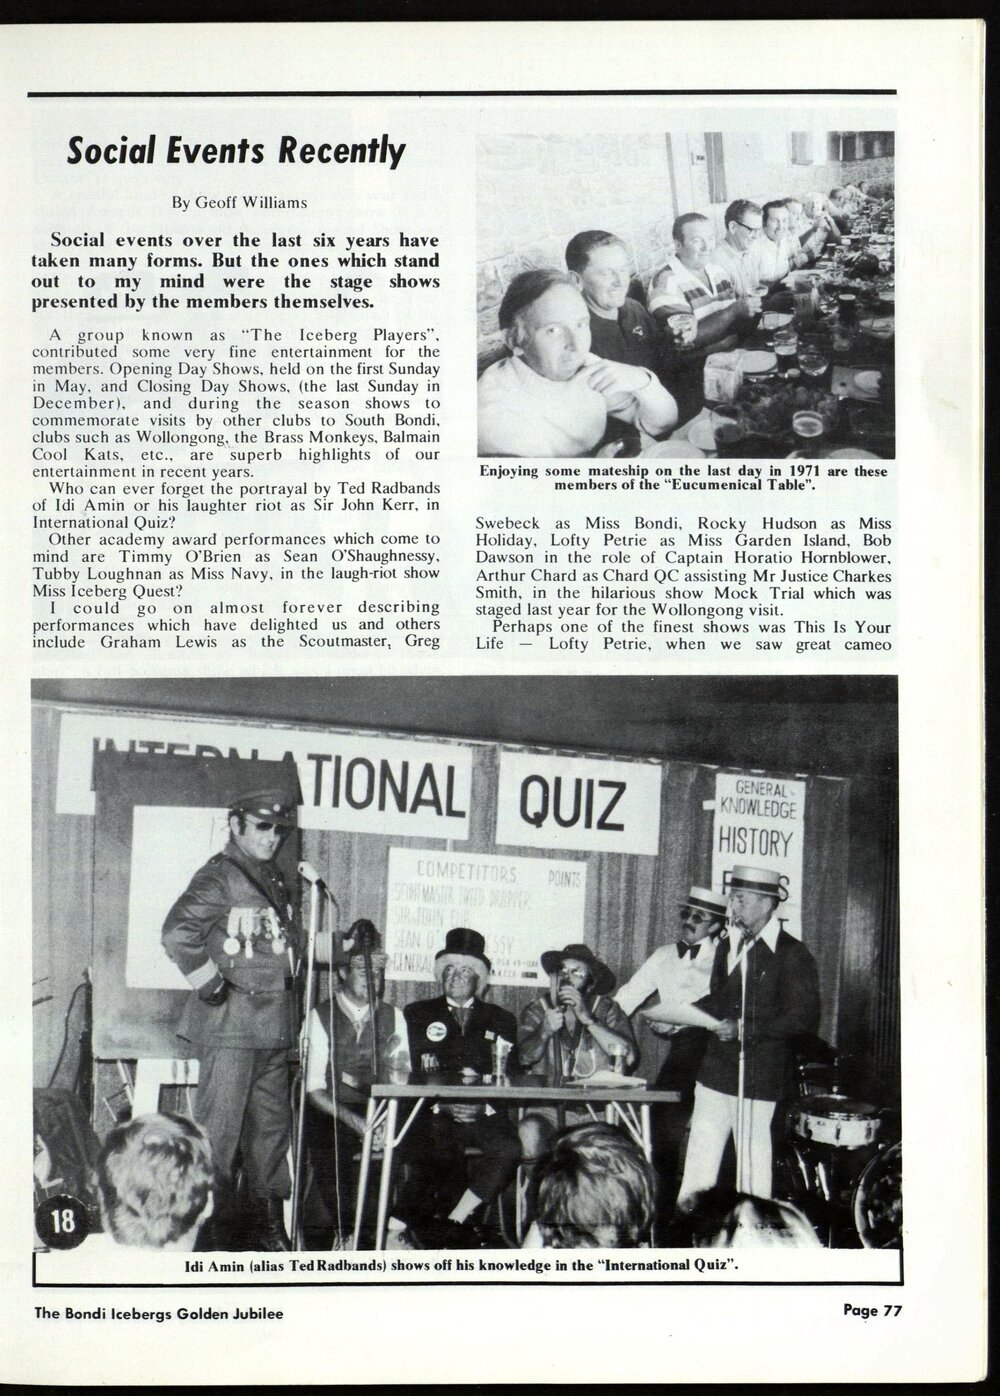 Social Events Recently
By Geoff Williams
Social events over the last six years have
taken many forms. But the ones which stand
out to my mind were the stage shows
presented by the members themselves.
A group known as “The Iceberg Players”,
contributed some very fine entertainment for the
members. Opening Day Shows, held on the first Sunday
in May, and Closing Day Shows, (the last Sunday in
December), and during the season shows to
commemorate visits by other clubs to South Bondi,
clubs such as Wollongong, the Brass Monkeys, Balmain
Cool Kats, etc., are superb highlights of our
entertainment in recent years.
Who can ever forget the portrayal by Ted Radbands
of Idi Amin or his laughter riot as Sir John Kerr, in
International Quiz?
Other academy award performances which come to
mind are Timmy O’Brien as Sean O’Shaughnessy,
Tubby Loughnan as Miss Navy, in the laugh-riot show
Miss Iceberg Quest?
I could go on almost forever describing
performances which have delighted us and others
include Graham Lewis as the Scoutmaster, Greg
Enjoying some mateship on the last day in 1971 are these
members of the “Eucumenical Table”.
Swebeck as Miss Bondi, Rocky Hudson as Miss
Holiday, Lofty Petrie as Miss Garden Island, Bob
Dawson in the role of Captain Horatio Hornblower,
Arthur Chard as Chard QC assisting Mr Justice Charkes
Smith, in the hilarious show Mock Trial which was
staged last year for the Wollongong visit.
Perhaps one of the finest shows was This Is Your
Life — Lofty Petrie, when we saw great cameo
INTERNATIONAL QUIZ
GENERAL
KNOWLEDGE
HISTORY
COMPETITORS POINTS
SCOUTMASTER TWEED DROPPER
SIR JOHN
SEAN O'
GENERAL
18
Idi Amin (alias Ted Radbands) shows off his knowledge in the “International Quiz”.
The Bondi Icebergs Golden Jubilee
Page 77